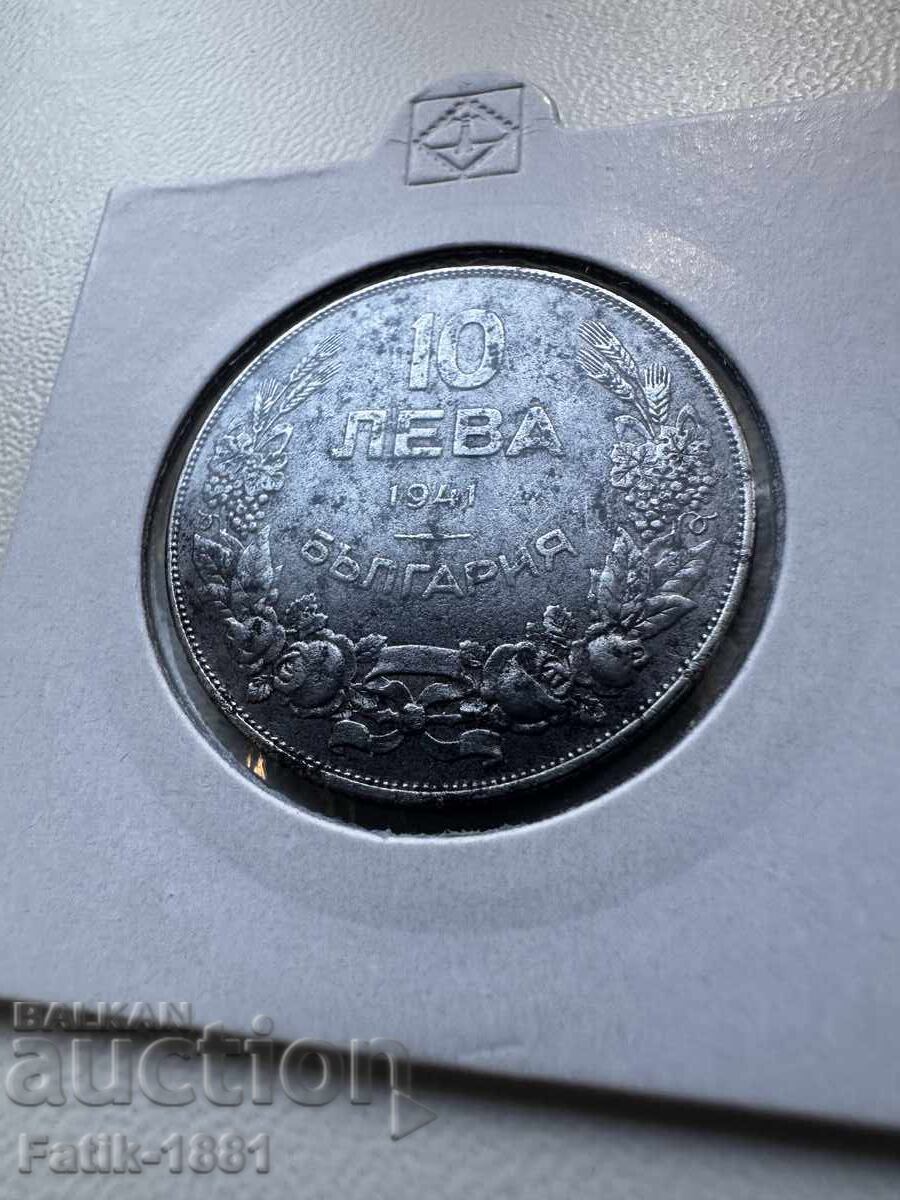 10
ЛЕВА
1941
БЪЛГАРИЯ
BALKAN
auction
Fatik-1881